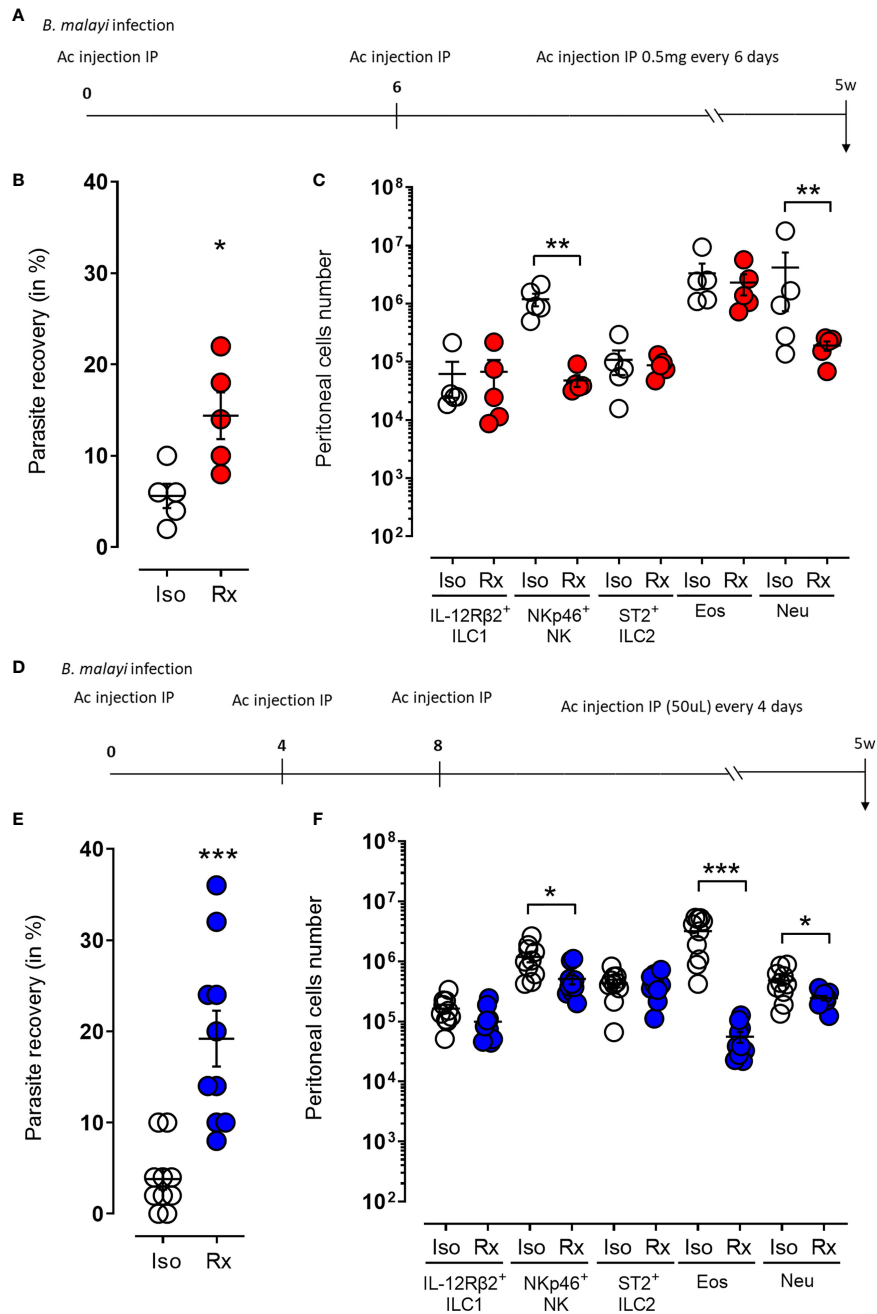 A
B. malayi infection
Ac injection IP
Ac injection IP
Ac injection IP 0.5mg every 6 days
0
6
5w
B
Parasite recovery (in %)
40
30
20
10
0
*
Iso
Rx
C
Peritoneal cells number
10⁸
10⁷
10⁶
10⁵
10⁴
10³
10²
**
**
Iso Rx Iso Rx Iso Rx Iso Rx Iso Rx
IL-12Rβ2⁺ NKp46⁺ ST2⁺ Eos Neu
ILC1 NK ILC2
D
B. malayi infection
Ac injection IP
Ac injection IP
Ac injection IP
Ac injection IP (50uL) every 4 days
0
4
8
5w
E
Parasite recovery (in %)
40
30
20
10
0
***
Iso
Rx
F
Peritoneal cells number
10⁸
10⁷
10⁶
10⁵
10⁴
10³
10²
*
***
*
Iso Rx Iso Rx Iso Rx Iso Rx Iso Rx
IL-12Rβ2⁺ NKp46⁺ ST2⁺ Eos Neu
ILC1 NK ILC2